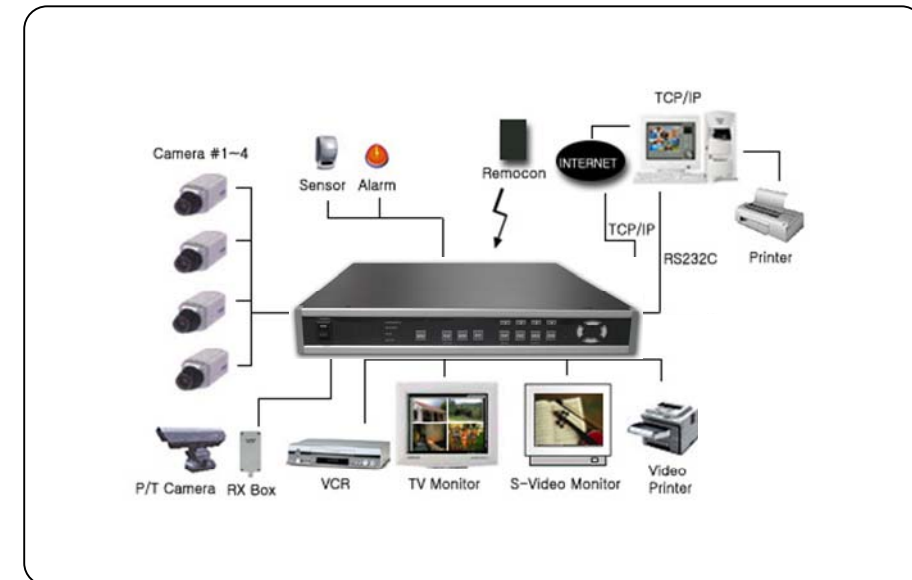 TCP/IP
Camera #1~4
Sensor
Alarm
Remocon
INTERNET
TCP/IP
RS232C
Printer
P/T Camera
RX Box
VCR
TV Monitor
S-Video Monitor
Video
Printer